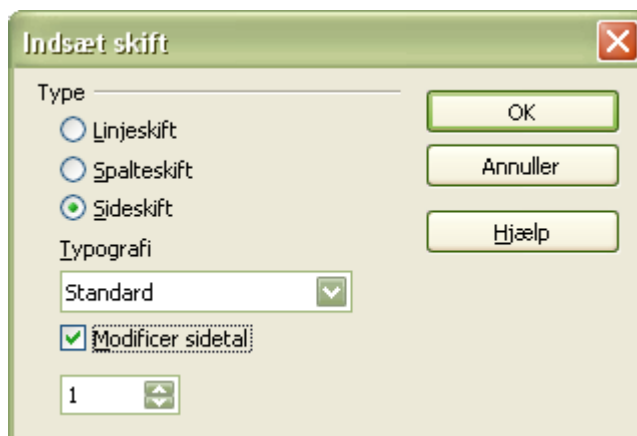 Indsæt skift
Type
Linjeskift
Spalteskift
Sideskift
Typografi
Standard
Modificer sidetal
1
OK
Annuller
Hjælp